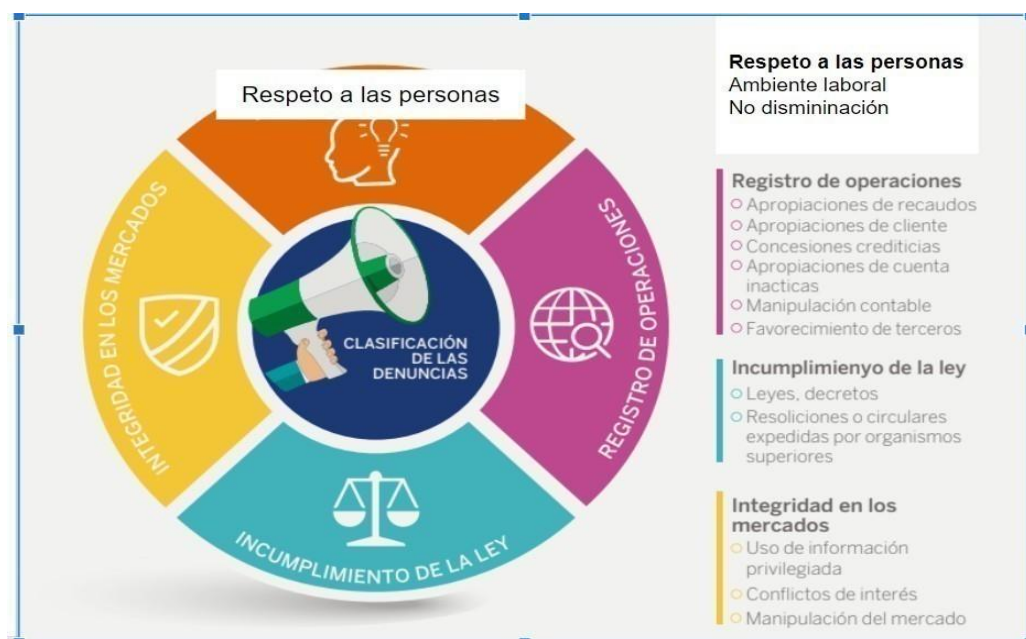 Respeto a las personas
INTEGRIDAD EN LOS MERCADOS
REGISTRO DE OPERACIONES
CLASIFICACIÓN
DE LAS
DENUNCIAS
INCUMPLIMIENTO DE LA LEY
Respeto a las personas
Ambiente laboral
No dismininación
Registro de operaciones
Apropiaciones de recaudos
Apropiaciones de cliente
Concesiones crediticias
Apropiaciones de cuenta
inacticas
Manipulación contable
Favorecimiento de terceros
Incumplimienyo de la ley
Leyes, decretos
Resoliciones o circulares
expedidas por organismos
superiores
Integridad en los
mercados
Uso de información
privilegiada
Conflictos de interés
Manipulación del mercado